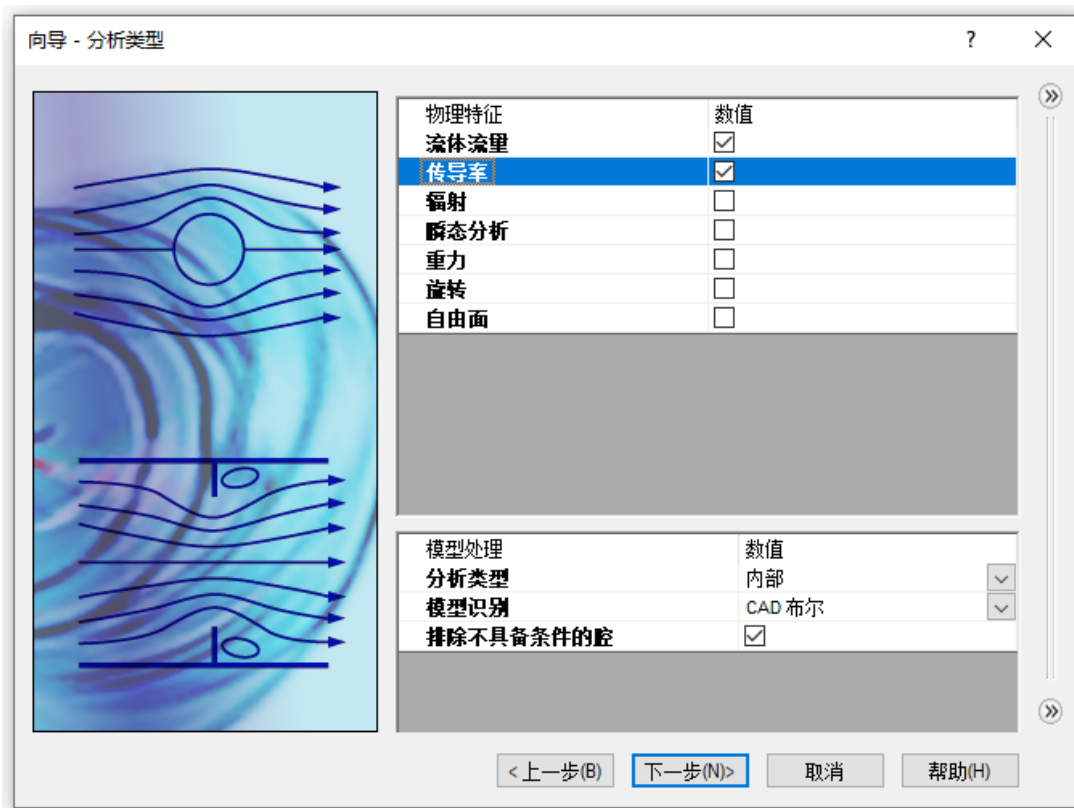 向导 - 分析类型 ?
物理特征 数值
流体流里
传导率
辐射
瞬态分析
重力
旋转
自由面
模型处理 数值
分析类型 内部
模型识别 CAD 布尔
排除不具备条件的腔
<上一步(B) 下一步(N)> 取消 帮助(H)